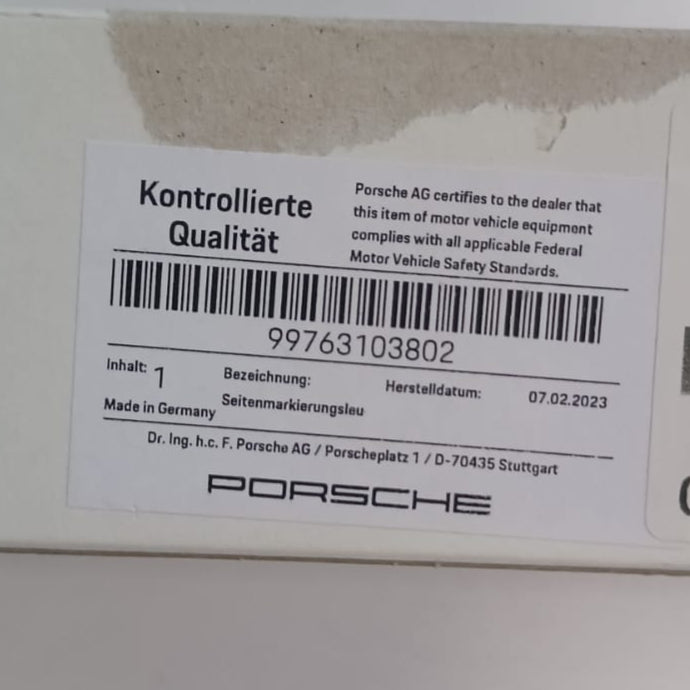 Kontrollierte
Qualität
Porsche AG certifies to the dealer that
this item of motor vehicle equipment
complies with all applicable Federal
Motor Vehicle Safety Standards.
99763103802
Inhalt: 1
Bezeichnung:
Herstelldatum: 07.02.2023
Made in Germany
Seitenmarkierungsleu
Dr. Ing. h.c. F. Porsche AG / Porscheplatz 1 / D-70435 Stuttgart
PORSCHE